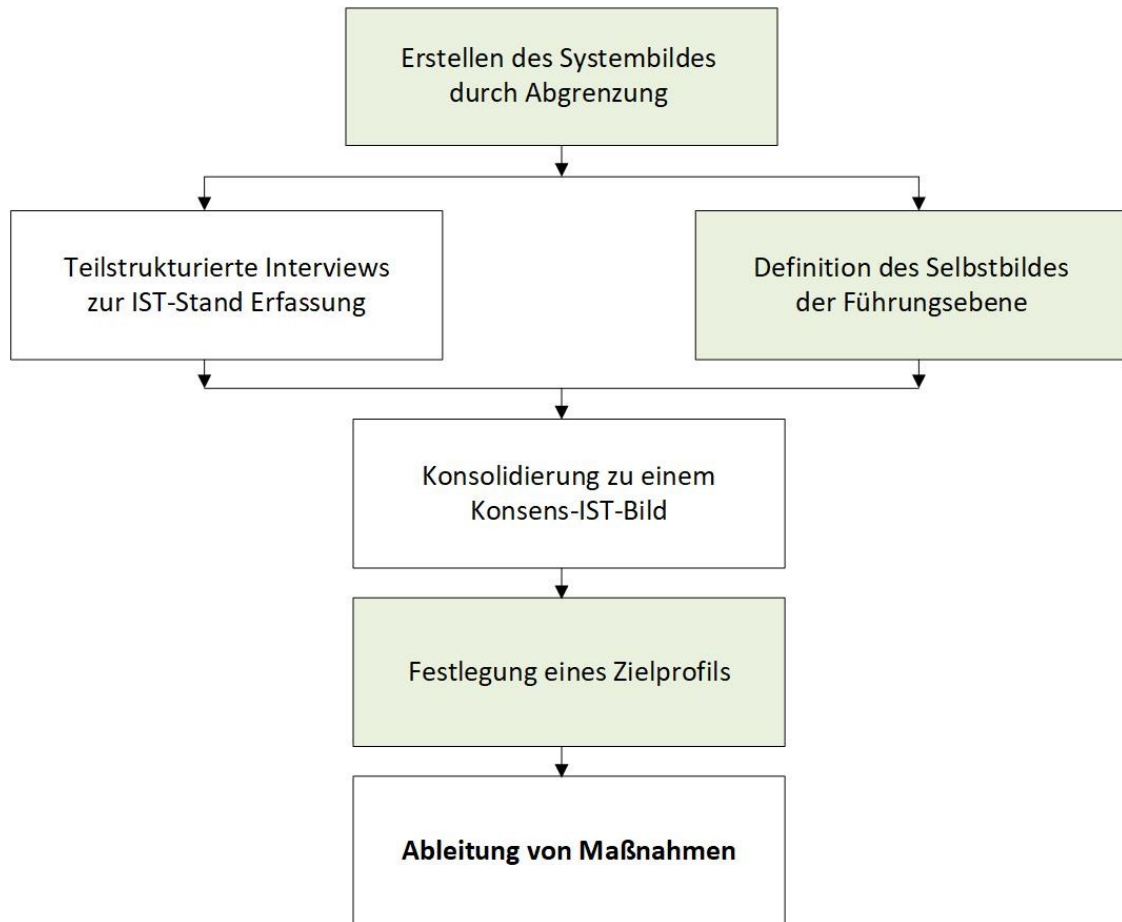 Erstellen des Systembildes
durch Abgrenzung
Teilstrukturierte Interviews
zur IST-Stand Erfassung
Definition des Selbstbildes
der Führungsebene
Konsolidierung zu einem
Konsens-IST-Bild
Festlegung eines Zielprofils
Ableitung von Maßnahmen